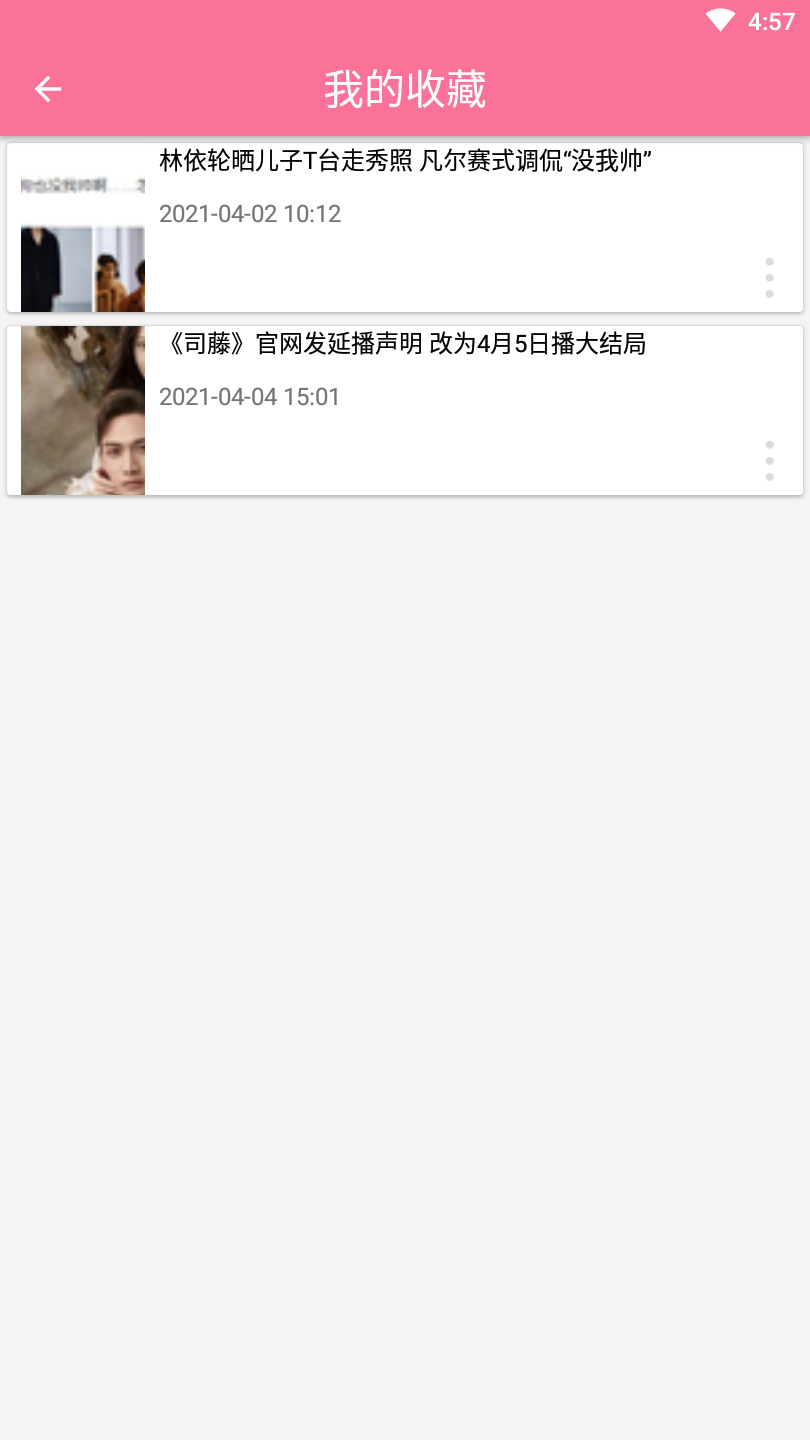 4:57
我的收藏
林依轮晒儿子T台走秀照 凡尔赛式调侃“没我帅”
2021-04-02 10:12
《司藤》官网发延播声明 改为4月5日播大结局
2021-04-04 15:01